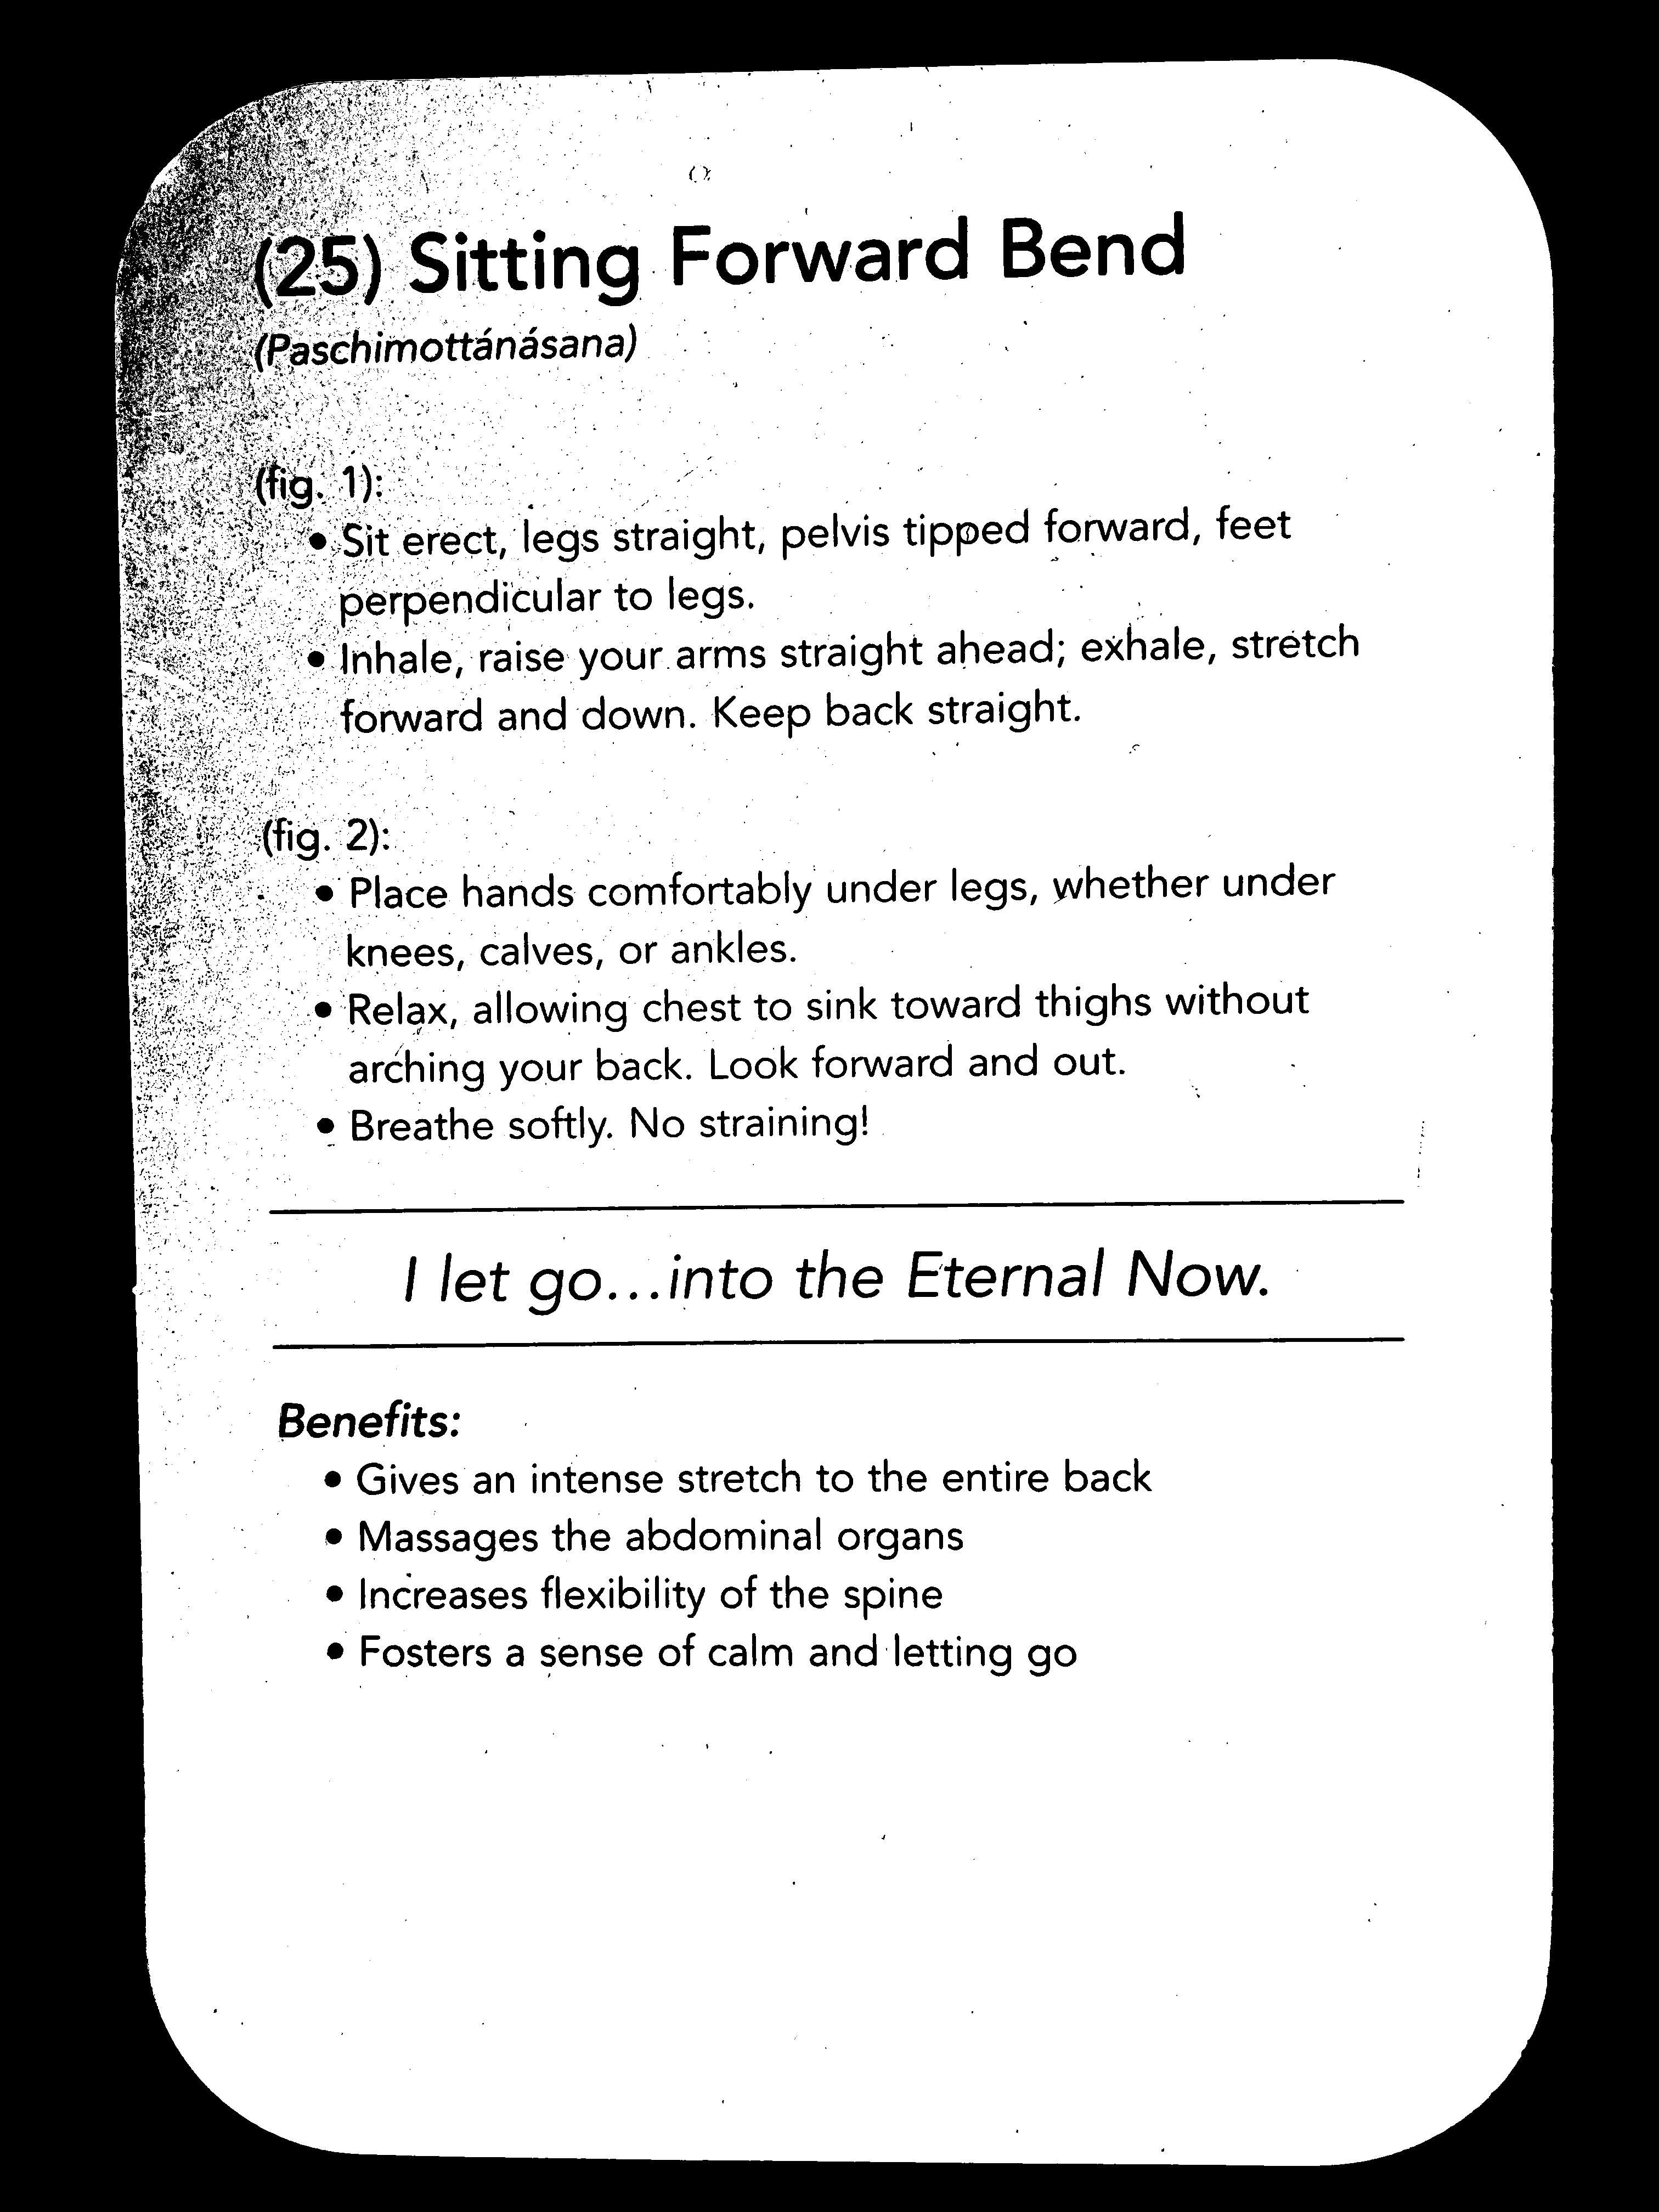 (25) Sitting Forward Bend
(Paschimottánásana)
(fig. 1):
• Sit erect, legs straight, pelvis tipped forward, feet
perpendicular to legs.
• Inhale, raise your arms straight ahead; exhale, stretch
forward and down. Keep back straight.
(fig. 2):
• Place hands comfortably under legs, whether under
knees, calves, or ankles.
• Relax, allowing chest to sink toward thighs without
arching your back. Look forward and out.
• Breathe softly. No straining!
I let go...into the Eternal Now.
Benefits:
• Gives an intense stretch to the entire back
• Massages the abdominal organs
• Increases flexibility of the spine
• Fosters a sense of calm and letting go